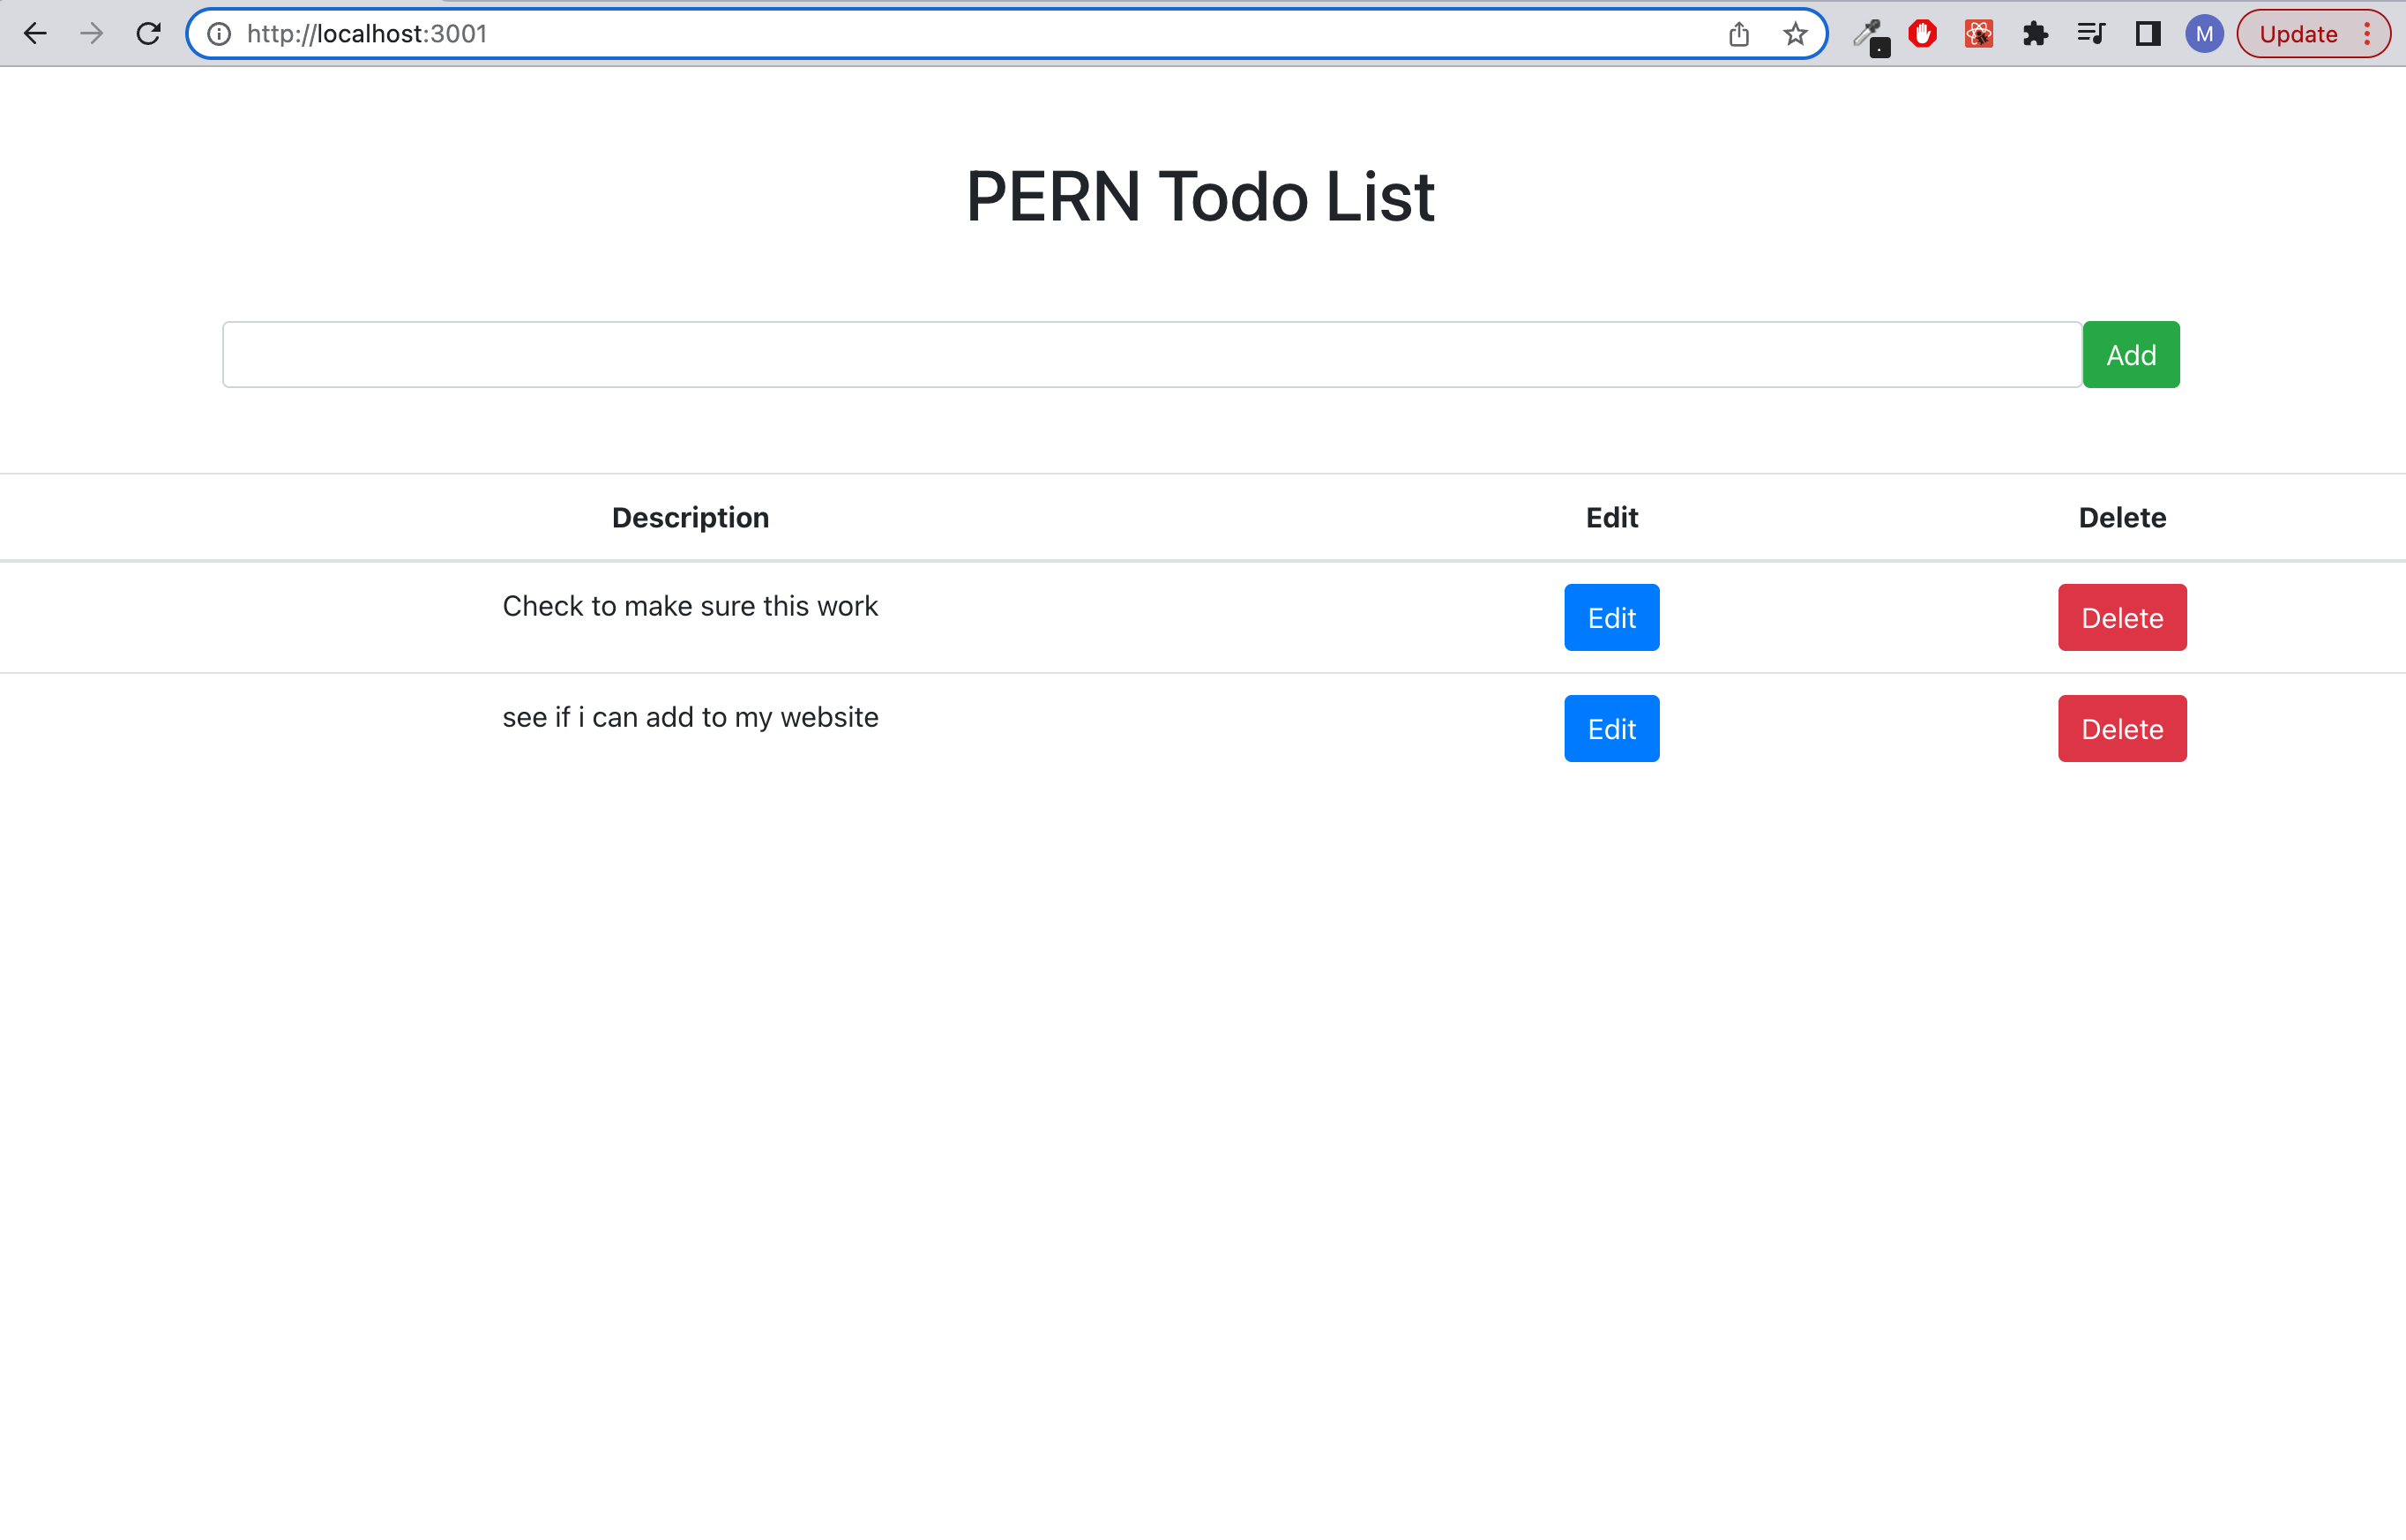 http://localhost:3001
M
Update
PERN Todo List
Add
Description Edit Delete
Check to make sure this work Edit Delete
see if i can add to my website Edit Delete